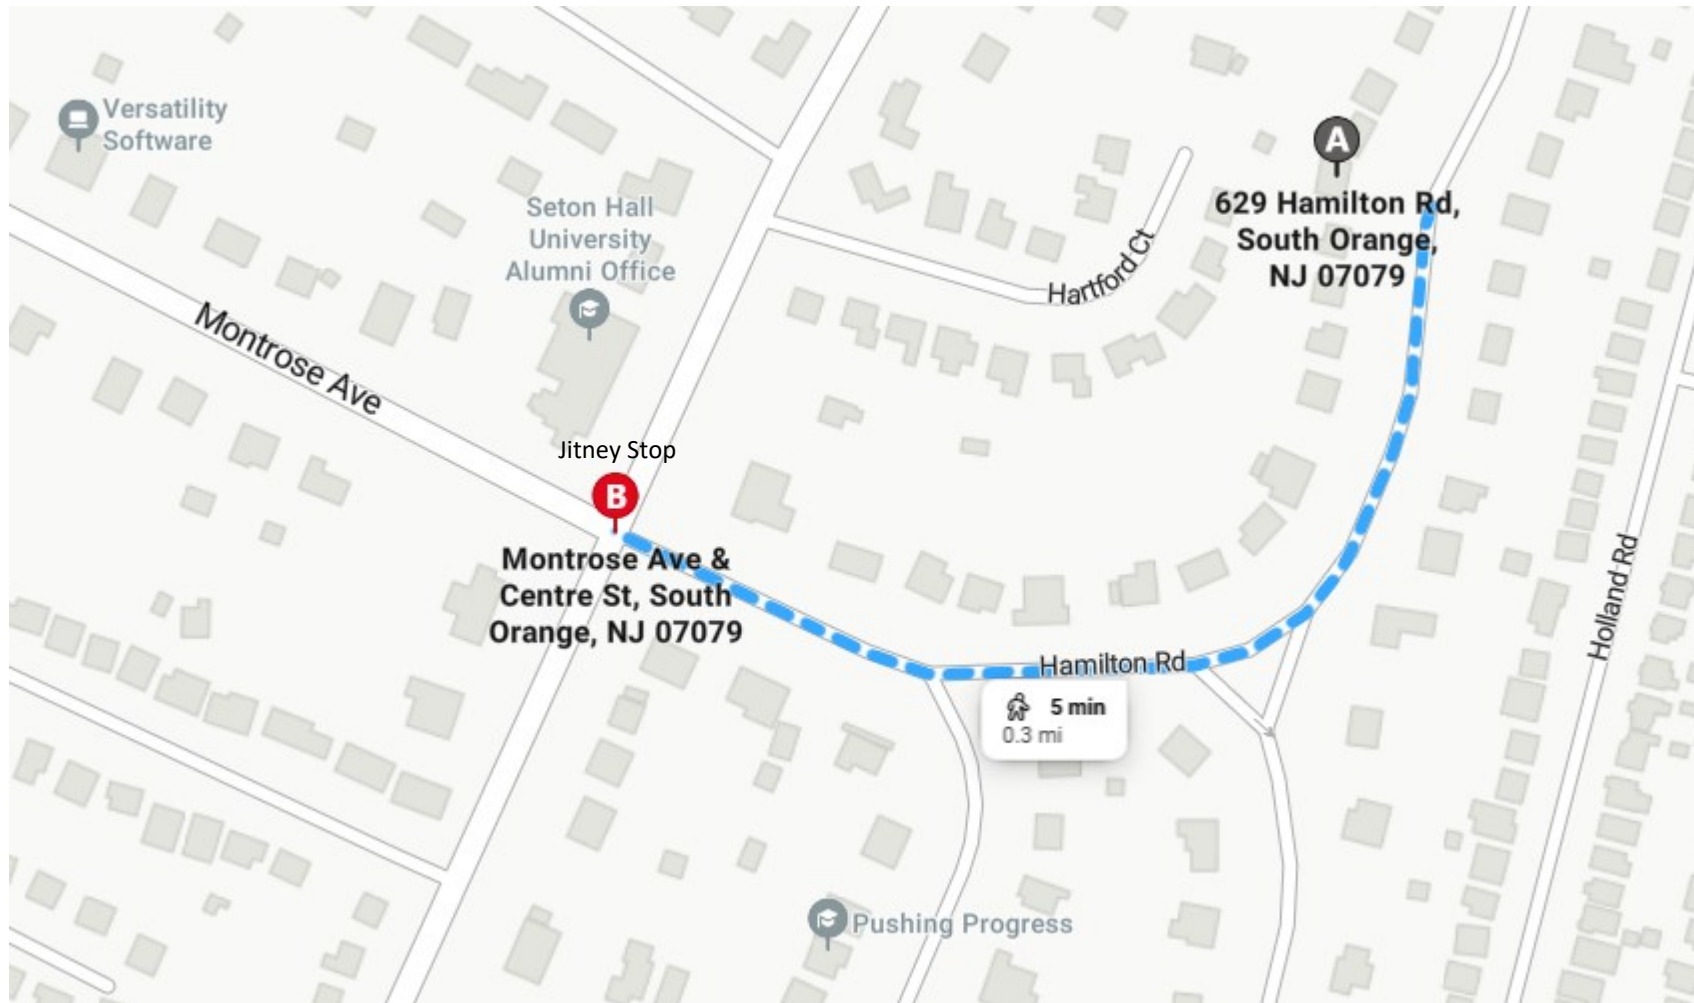 Versatility
Software
A
629 Hamilton Rd,
South Orange,
NJ 07079
Seton Hall
University
Alumni Office
Hartford Ct
Montrose Ave
Jitney Stop
B
Montrose Ave &
Centre St, South
Orange, NJ 07079
Holland Rd
Hamilton Rd
5 min
0.3 mi
Pushing Progress